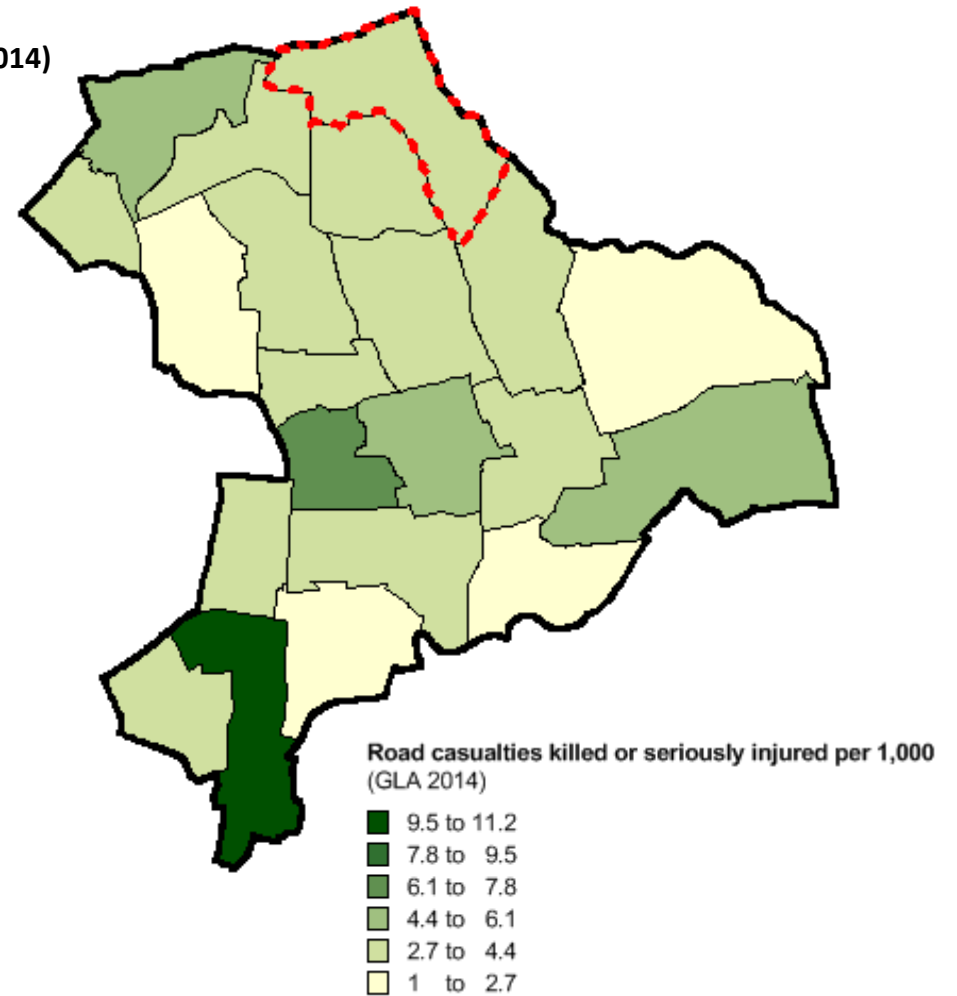 014)
Road casualties killed or seriously injured per 1,000
(GLA 2014)
9.5 to 11.2
7.8 to 9.5
6.1 to 7.8
4.4 to 6.1
2.7 to 4.4
1 to 2.7